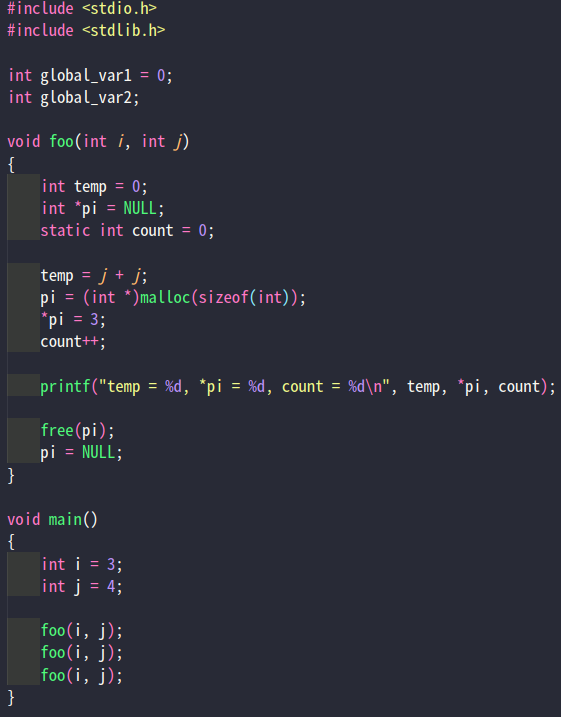 #include <stdio.h>
#include <stdlib.h>
int global_var1 = 0;
int global_var2;
void foo(int i, int j)
{
int temp = 0;
int *pi = NULL;
static int count = 0;
temp = j + j;
pi = (int *)malloc(sizeof(int));
*pi = 3;
count++;
printf("temp = %d, *pi = %d, count = %d\n", temp, *pi, count);
free(pi);
pi = NULL;
}
void main()
{
int i = 3;
int j = 4;
foo(i, j);
foo(i, j);
foo(i, j);
}